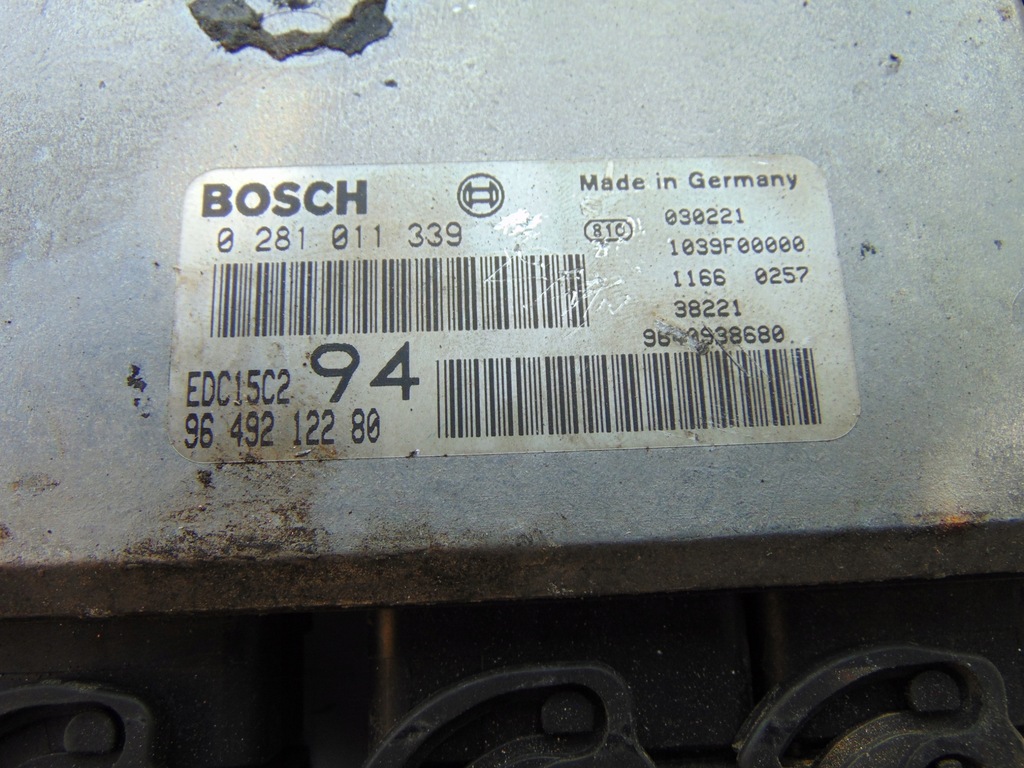 BOSCH
Made in Germany
0 281 011 339
810
030221
1039F00000
1166 0257
38221
94
EDC15C2
96 492 122 80